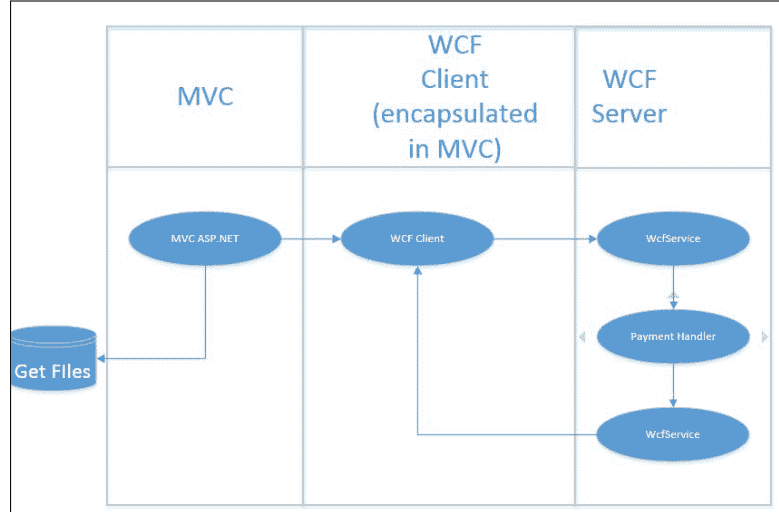 MVC
WCF
Client
(encapsulated
in MVC)
WCF
Server
MVC ASP.NET
WCF Client
WcfService
Payment Handler
Get FIles
WcfService